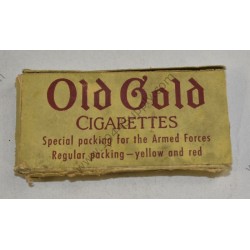 Old Gold
CIGARETTES
Special packing for the Armed Forces
Regular packing—yellow and red